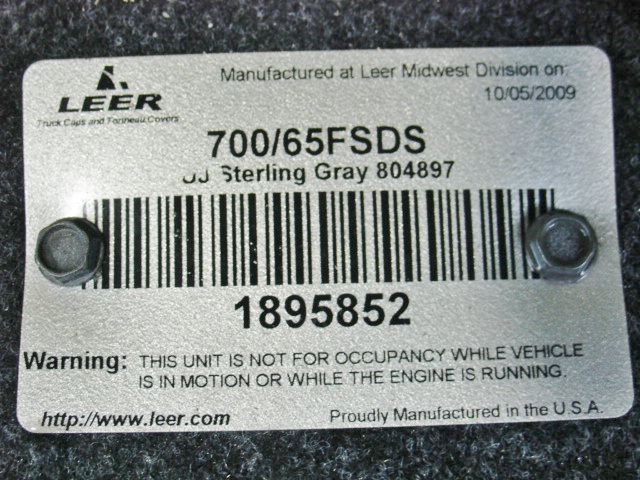 Manufactured at Leer Midwest Division on:
10/05/2009
LEER
Truck Caps and Tonneau Covers
700/65FSDS
UJ Sterling Gray 804897
1895852
Warning: THIS UNIT IS NOT FOR OCCUPANCY WHILE VEHICLE
IS IN MOTION OR WHILE THE ENGINE IS RUNNING.
http://www.leer.com
Proudly Manufactured in the U.S.A.